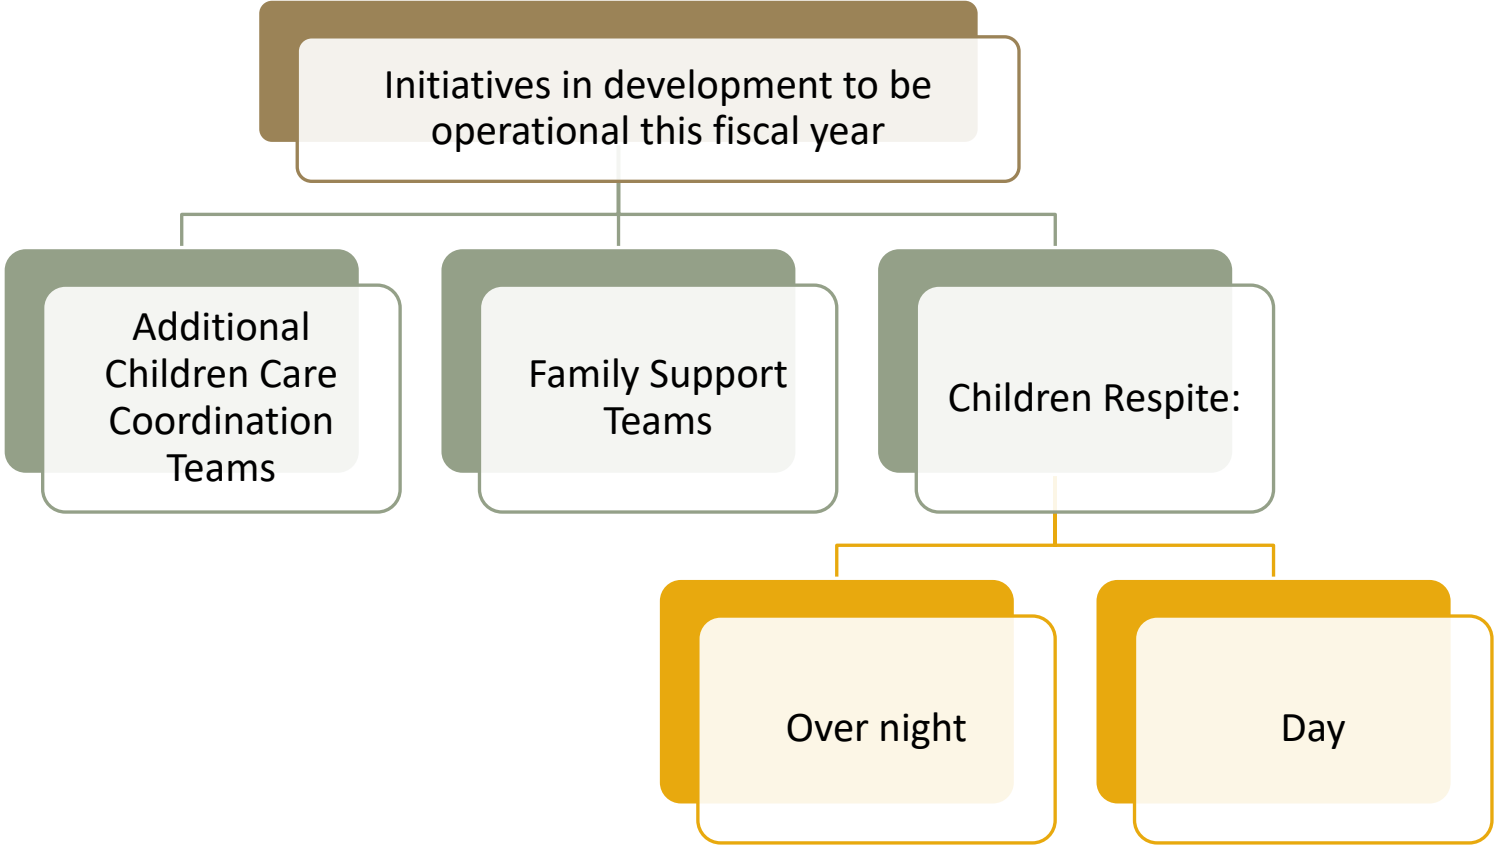 Initiatives in development to be
operational this fiscal year
Additional
Children Care
Coordination
Teams
Family Support
Teams
Children Respite:
Over night
Day